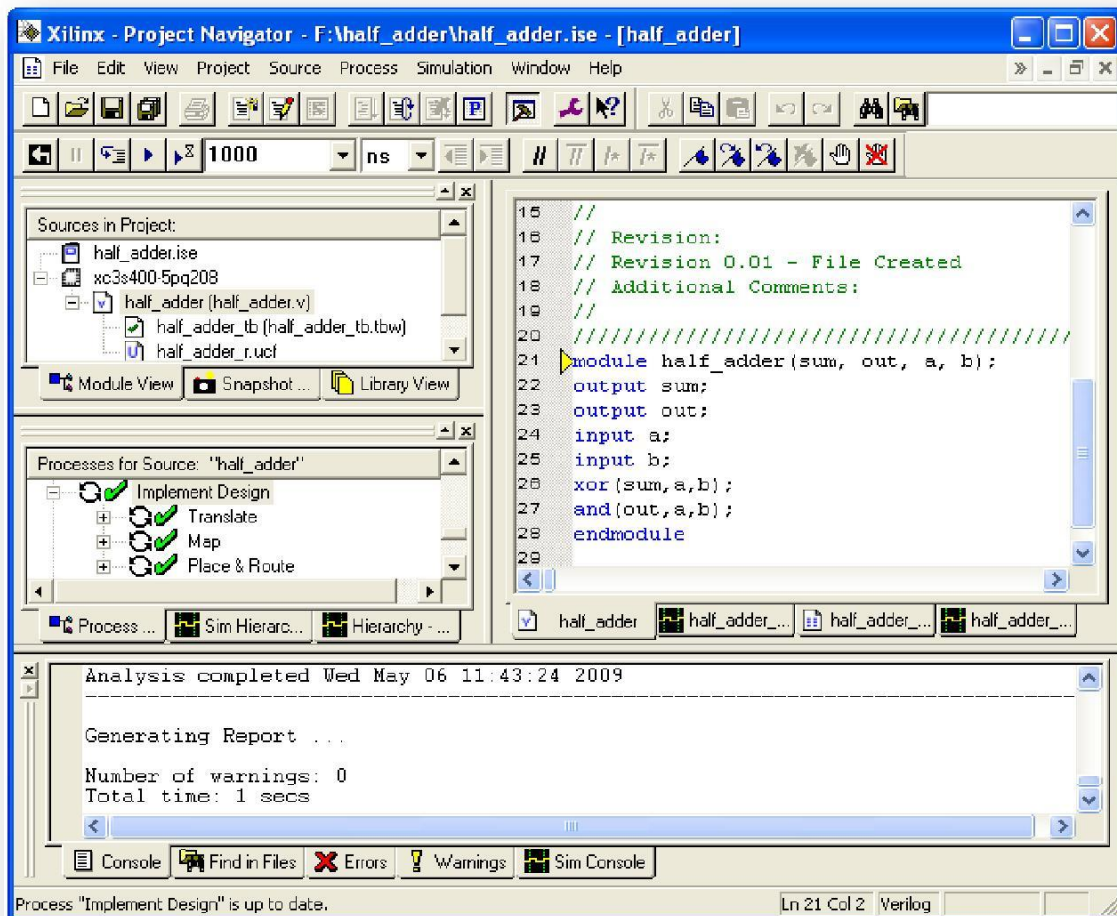 Xilinx - Project Navigator - F:\half_adder\half_adder.ise - [half_adder]
File Edit View Project Source Process Simulation Window Help
P
1000 ns
Sources in Project:
half_adder.ise
xc3s400-5pq208
half_adder (half_adder.v)
half_adder_tb (half_adder_tb.tbw)
half_adder_r.ucf
Module View Snapshot ... Library View
Processes for Source: "half_adder"
Implement Design
Translate
Map
Place & Route
Process ... Sim Hierarc... Hierarchy - ...
15 //
16 // Revision:
17 // Revision 0.01 - File Created
18 // Additional Comments:
19 //
20 ////////////////////////////////////////
21 module half_adder(sum, out, a, b);
22 output sum;
23 output out;
24 input a;
25 input b;
26 xor(sum,a,b);
27 and(out,a,b);
28 endmodule
29
half_adder half_adder_... half_adder_... half_adder_...
Analysis completed Wed May 06 11:43:24 2009
--------------------------------------------------------------------------------
Generating Report ...
Number of warnings: 0
Total time: 1 secs
Console Find in Files Errors Warnings Sim Console
Process "Implement Design" is up to date. Ln 21 Col 2 Verilog